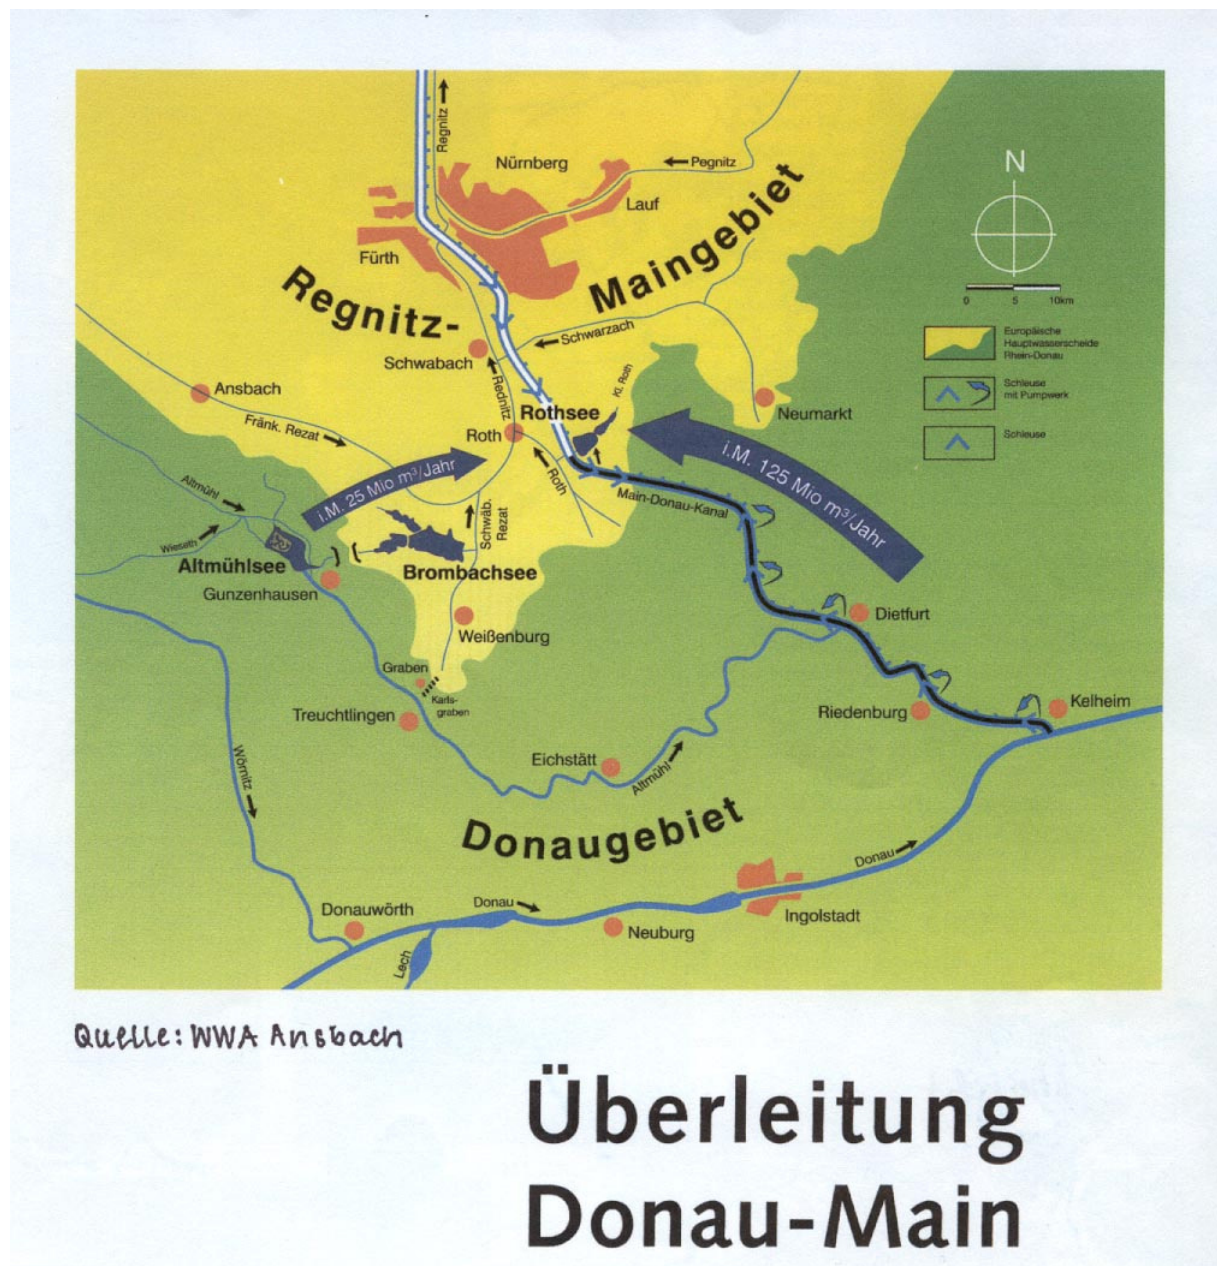 Regnitz
Nürnberg
Pegnitz
Lauf
Fürth
Regnitz-
Maingebiet
N
0 5 10km
Europäische
Hauptwasserscheide
Rhein-Donau
Schleuse
mit Pumpwerk
Schleuse
Schwarzach
Schwabach
Rednitz
Kl. Roth
Ansbach
Fränk. Rezat
Rothsee
Roth
Roth
Neumarkt
i.M. 25 Mio m³/Jahr
i.M. 125 Mio m³/Jahr
Main-Donau-Kanal
Altmühl
Wieseth
Schwäb.
Rezat
Altmühlsee
Brombachsee
Gunzenhausen
Weißenburg
Dietfurt
Graben
Karls-
graben
Treuchtlingen
Riedenburg
Kelheim
Eichstätt
Altmühl
Wörnitz
Donaugebiet
Donau
Donauwörth
Donau
Neuburg
Ingolstadt
Lech
Quelle: WWA Ansbach
Überleitung
Donau-Main